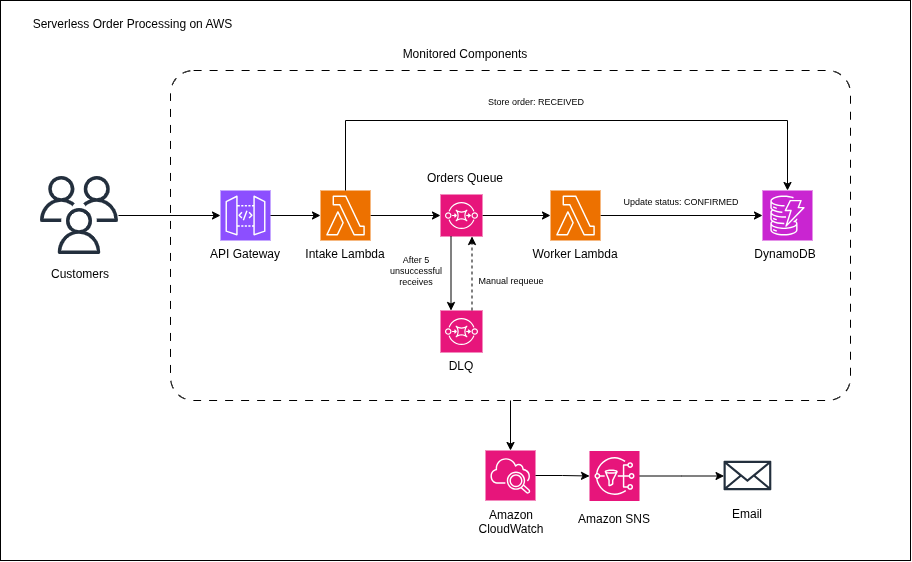 Serverless Order Processing on AWS
Monitored Components
Store order: RECEIVED
Orders Queue
Update status: CONFIRMED
API Gateway
Intake Lambda
Worker Lambda
DynamoDB
Customers
After 5
unsuccessful
receives
Manual requeue
DLQ
Amazon
CloudWatch
Amazon SNS
Email